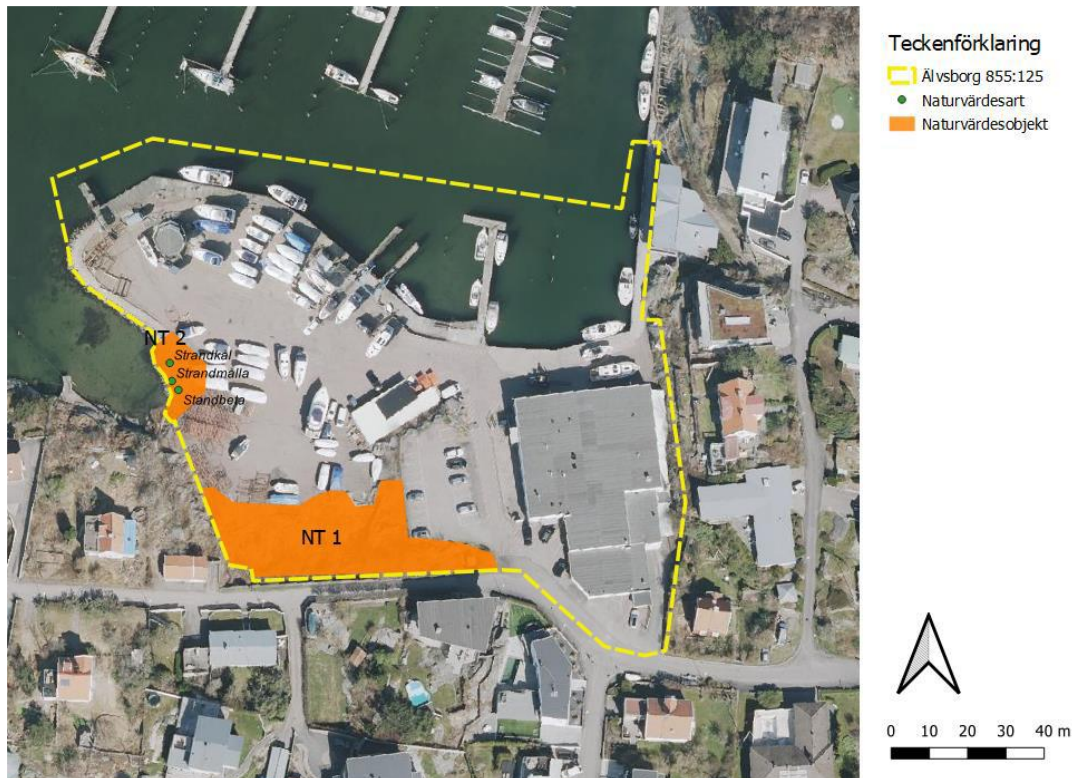 Teckenförklaring
Älvsborg 855:125
Naturvärdesart
Naturvärdesobjekt
NT 2
Strandkål
Strandmålla
Standbeta
NT 1
0 10 20 30 40 m